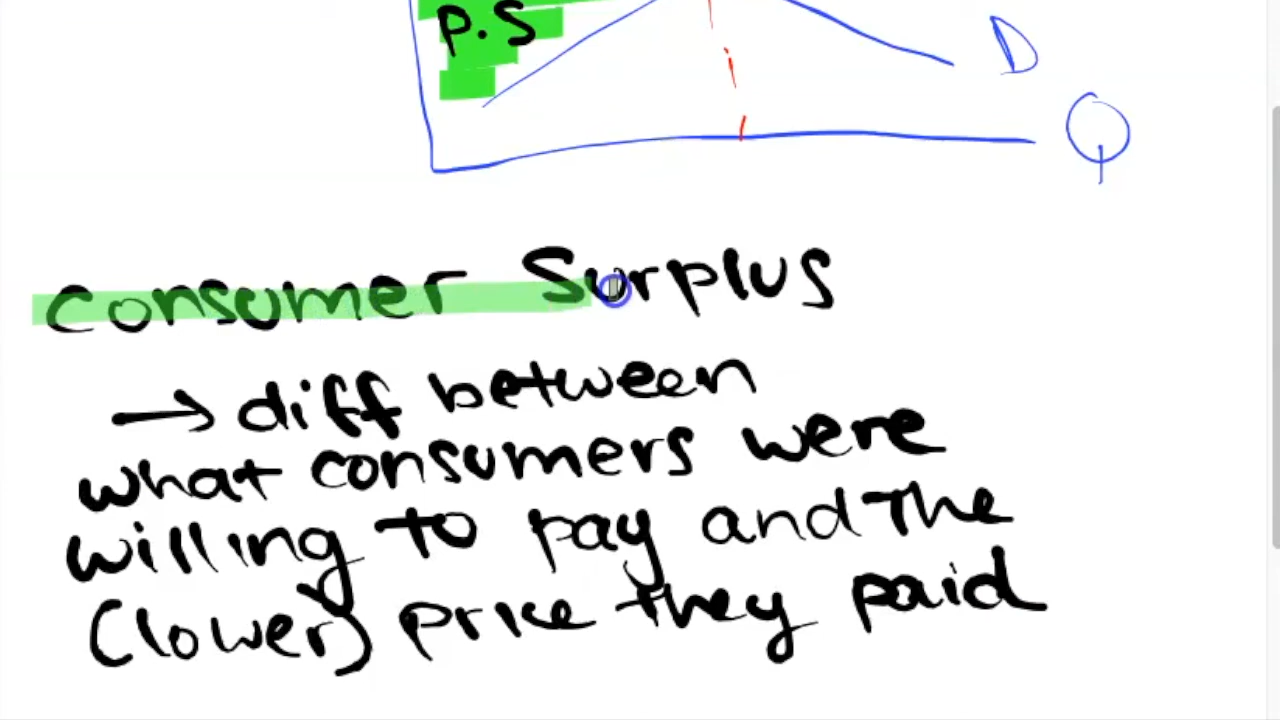 P.S
D
Q
Consumer Surplus
→ diff between
what consumers were
willing to pay and The
(lower) price they paid